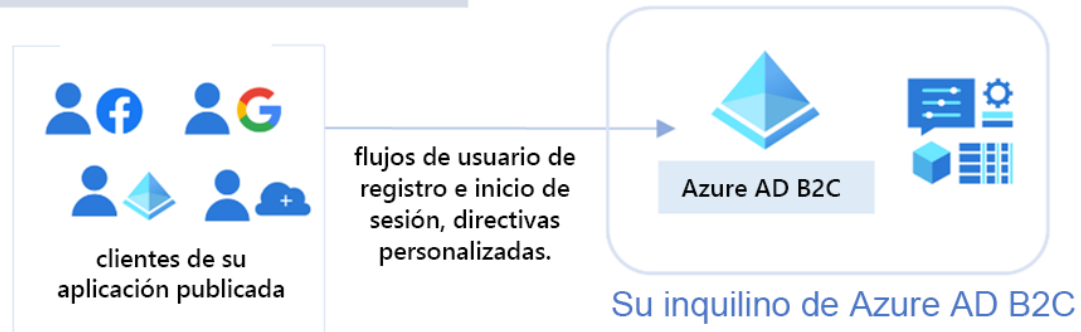 clientes de su
aplicación publicada
flujos de usuario de
registro e inicio de
sesión, directivas
personalizadas.
Azure AD B2C
Su inquilino de Azure AD B2C